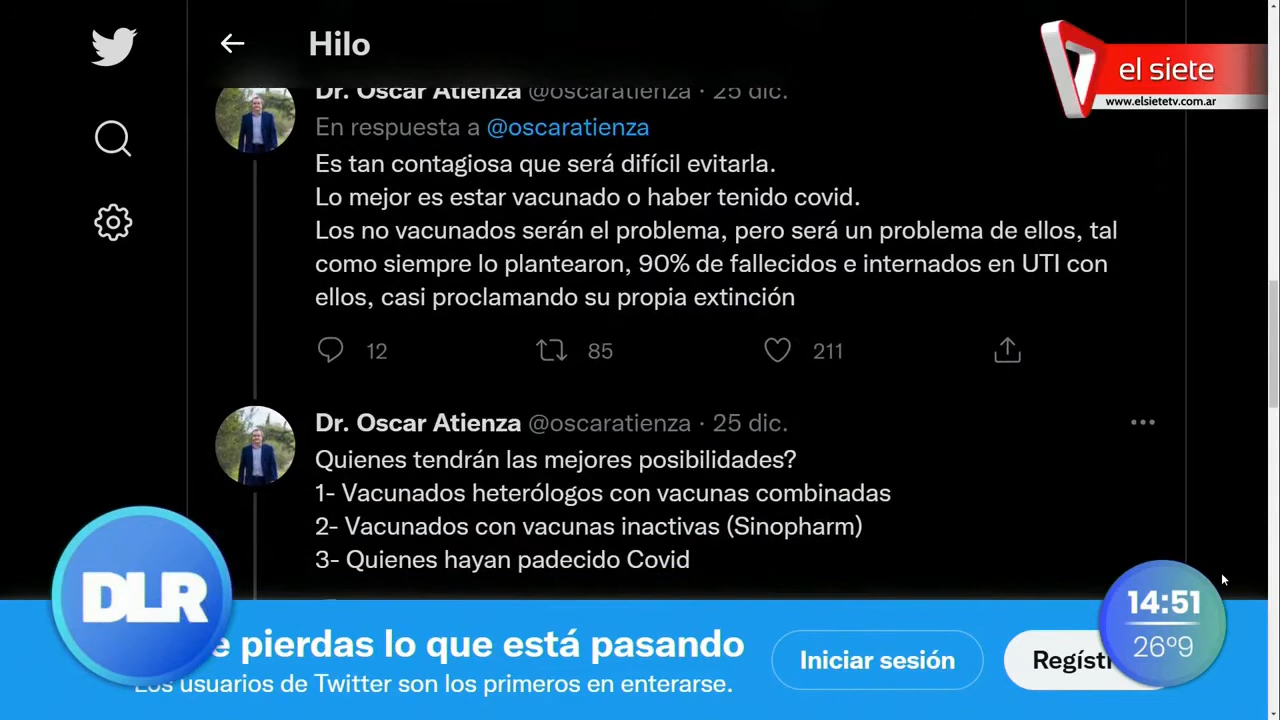 Hilo
el siete
www.elsietetv.com.ar
Dr. Oscar Atienza @oscaratienza · 25 dic.
En respuesta a @oscaratienza
Es tan contagiosa que será difícil evitarla.
Lo mejor es estar vacunado o haber tenido covid.
Los no vacunados serán el problema, pero será un problema de ellos, tal
como siempre lo plantearon, 90% de fallecidos e internados en UTI con
ellos, casi proclamando su propia extinción
12 85 211
Dr. Oscar Atienza @oscaratienza · 25 dic.
Quienes tendrán las mejores posibilidades?
1- Vacunados heterólogos con vacunas combinadas
2- Vacunados con vacunas inactivas (Sinopharm)
3- Quienes hayan padecido Covid
DLR
pierdas lo que está pasando
usuarios de Twitter son los primeros en enterarse.
Iniciar sesión
14:51
26º9